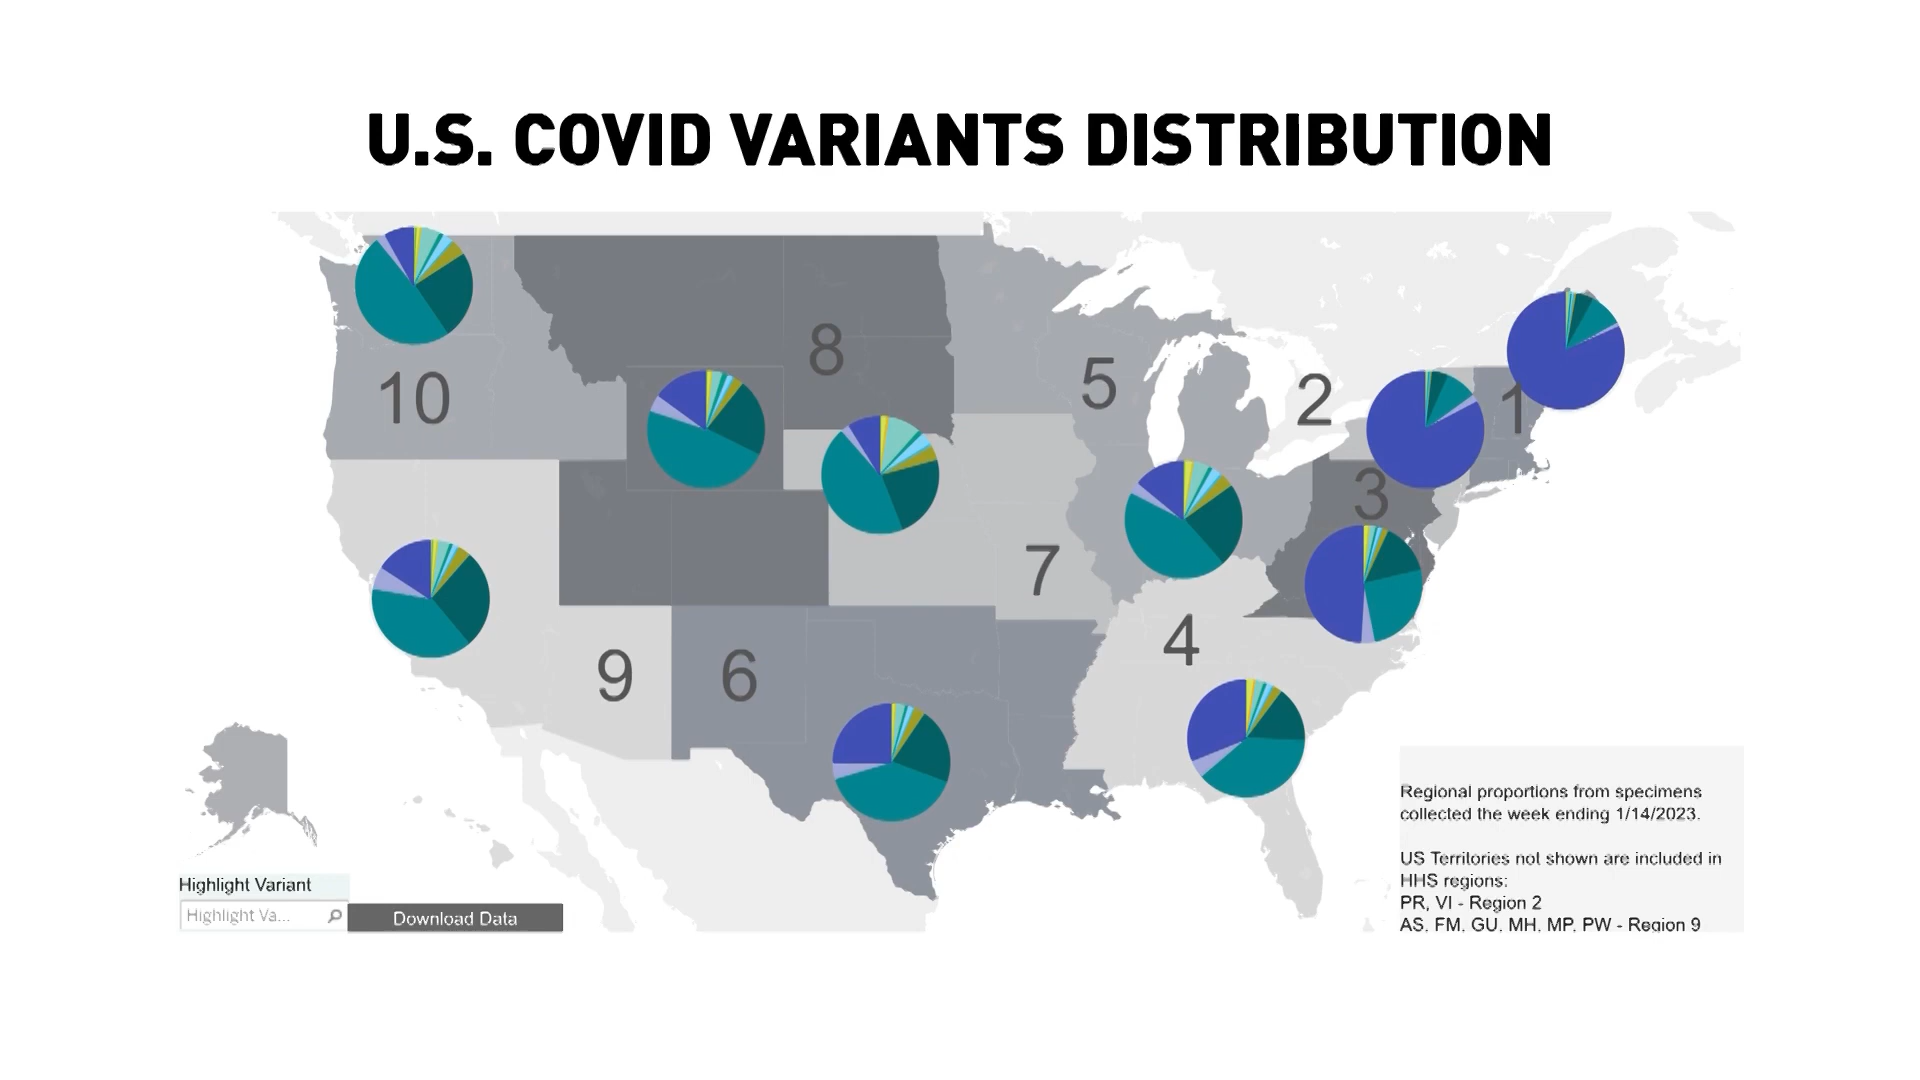 U.S. COVID VARIANTS DISTRIBUTION
8
5
10
2
1
3
7
4
9
6
Regional proportions from specimens
collected the week ending 1/14/2023.
US Territories not shown are included in
HHS regions:
PR, VI - Region 2
AS, FM, GU, MH, MP, PW - Region 9
Highlight Variant
Highlight Va...
Download Data